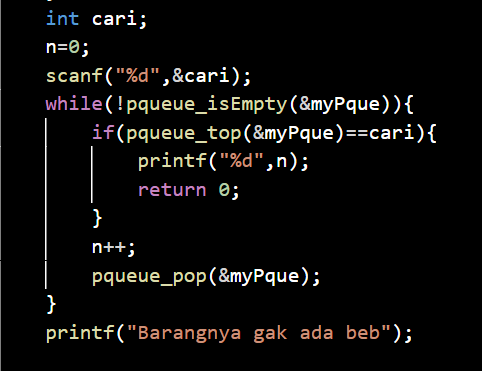 int cari;
n=0;
scanf("%d",&cari);
while(!pqueue_isEmpty(&myPque)){
if(pqueue_top(&myPque)==cari){
printf("%d",n);
return 0;
}
n++;
pqueue_pop(&myPque);
}
printf("Barangnya gak ada beb");